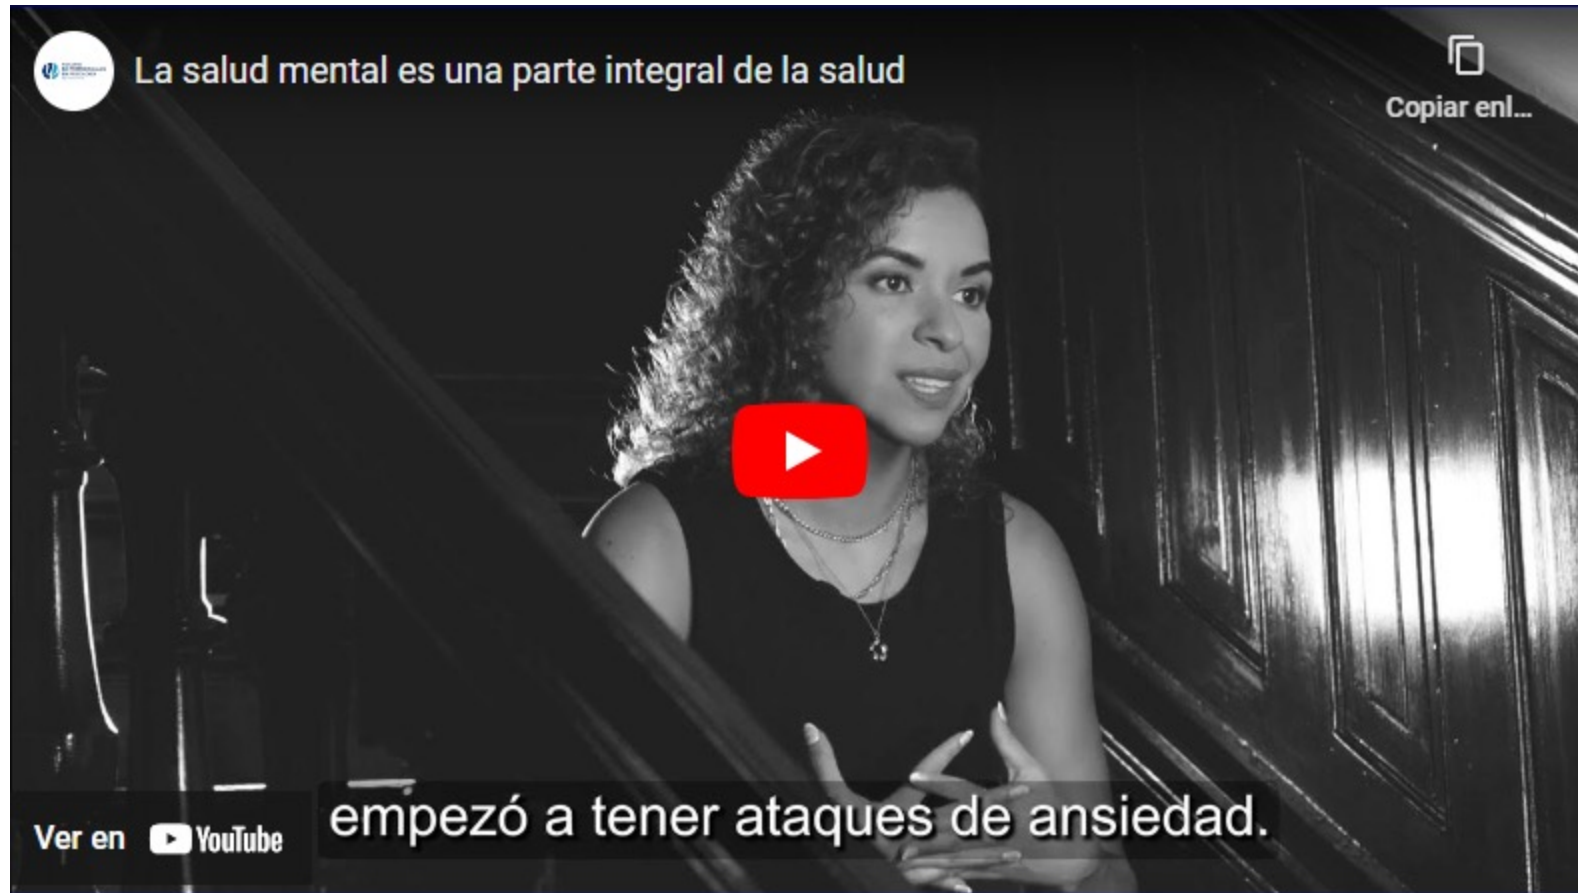 La salud mental es una parte integral de la salud
Copiar enl...
empezó a tener ataques de ansiedad.
Ver en YouTube